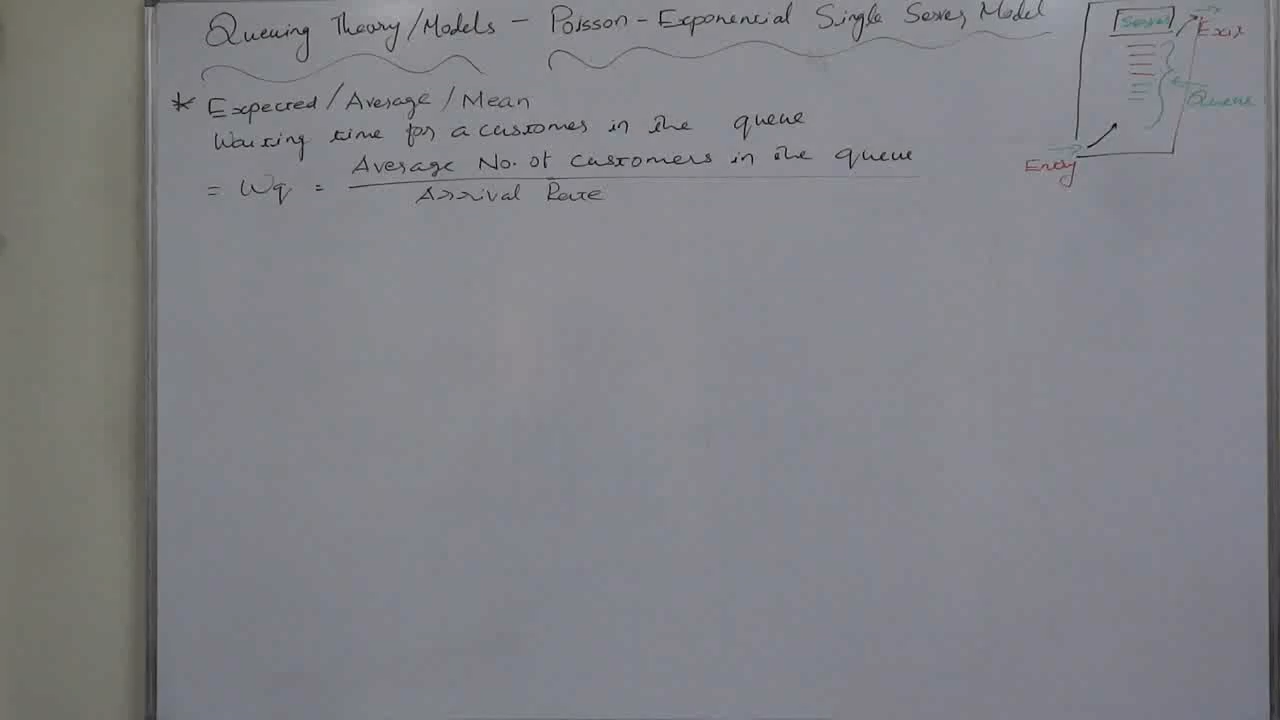 Queuing Theory/Models - Poisson - Exponential Single Server Model
* Expected / Average / Mean
Waiting time for a customer in the queue
= Wq = Average No. of customers in the queue
Arrival Rate
Server
Exit
Queue
Entry